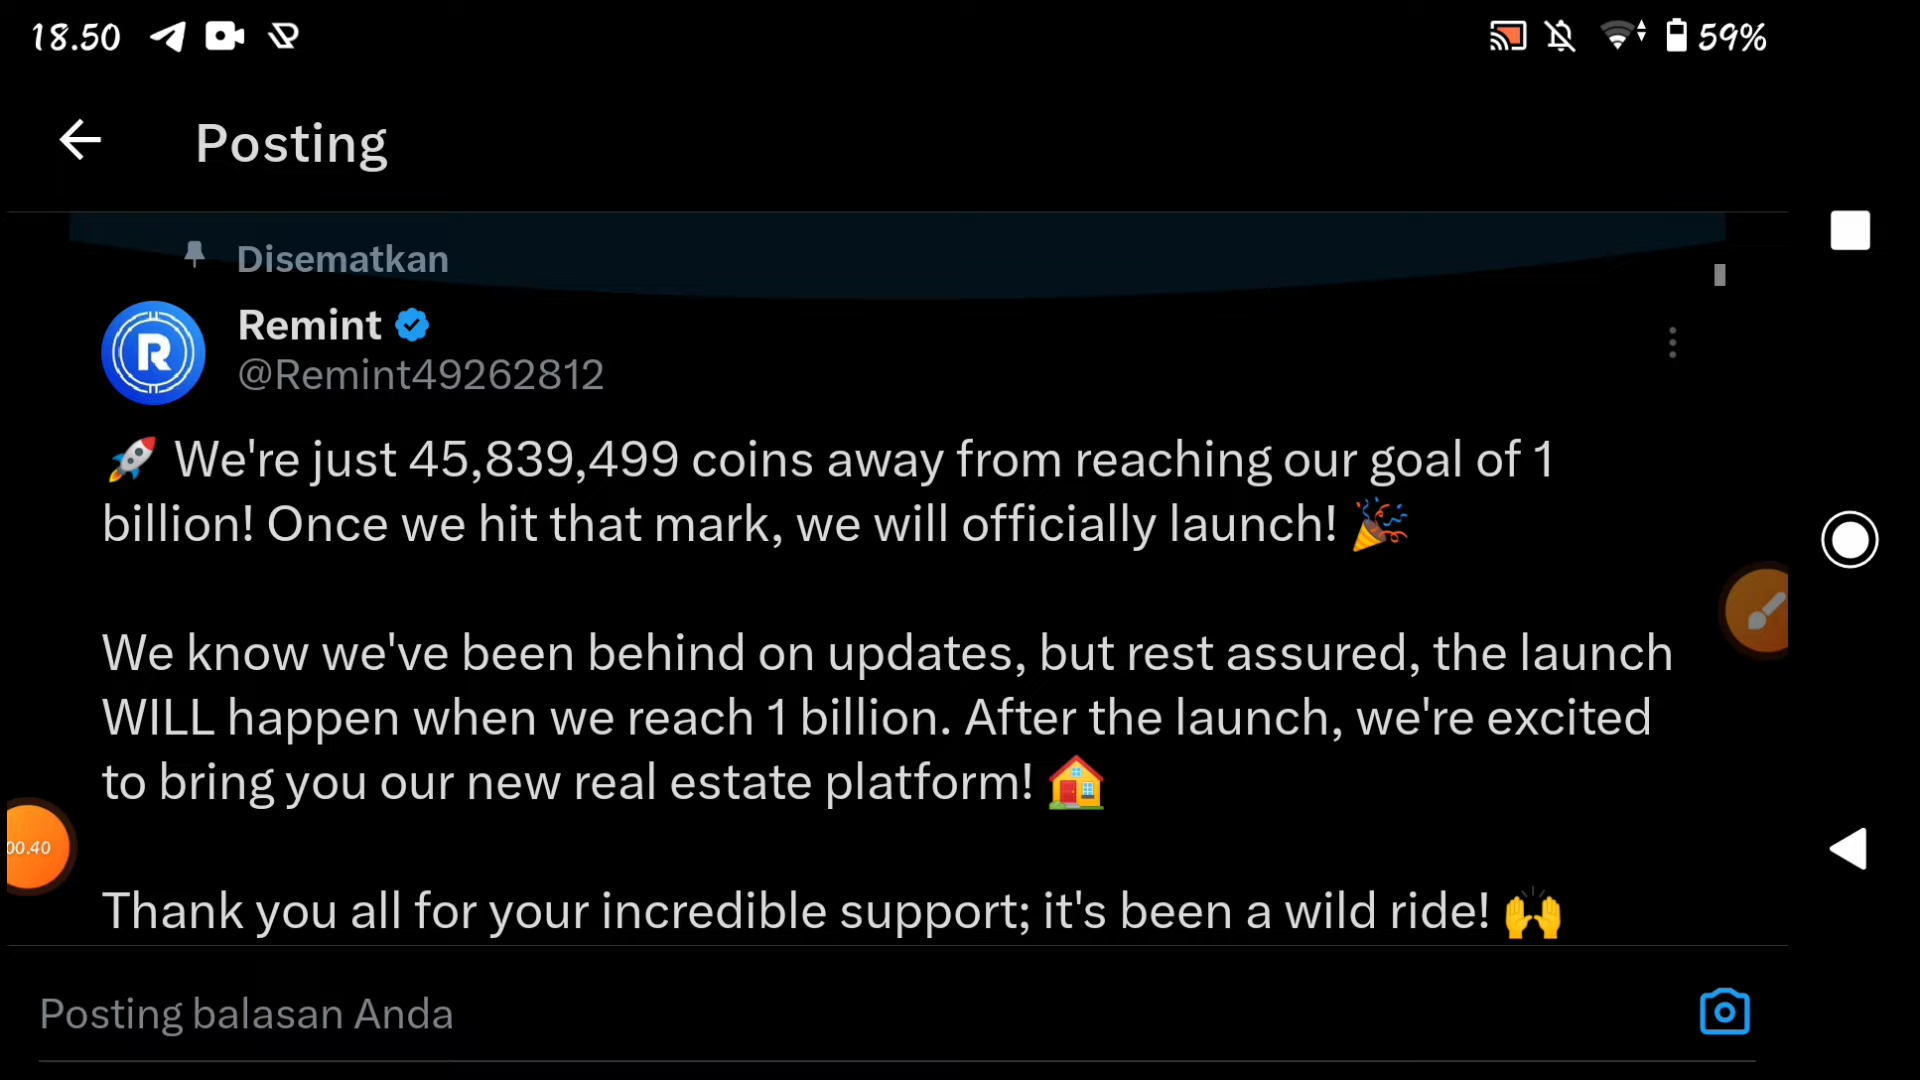 18.50
59%
Posting
Disematkan
R
Remint
@Remint49262812
🚀 We're just 45,839,499 coins away from reaching our goal of 1
billion! Once we hit that mark, we will officially launch! 🎉
We know we've been behind on updates, but rest assured, the launch
WILL happen when we reach 1 billion. After the launch, we're excited
to bring you our new real estate platform! 🏠
00.40
Thank you all for your incredible support; it's been a wild ride! 🙌
Posting balasan Anda